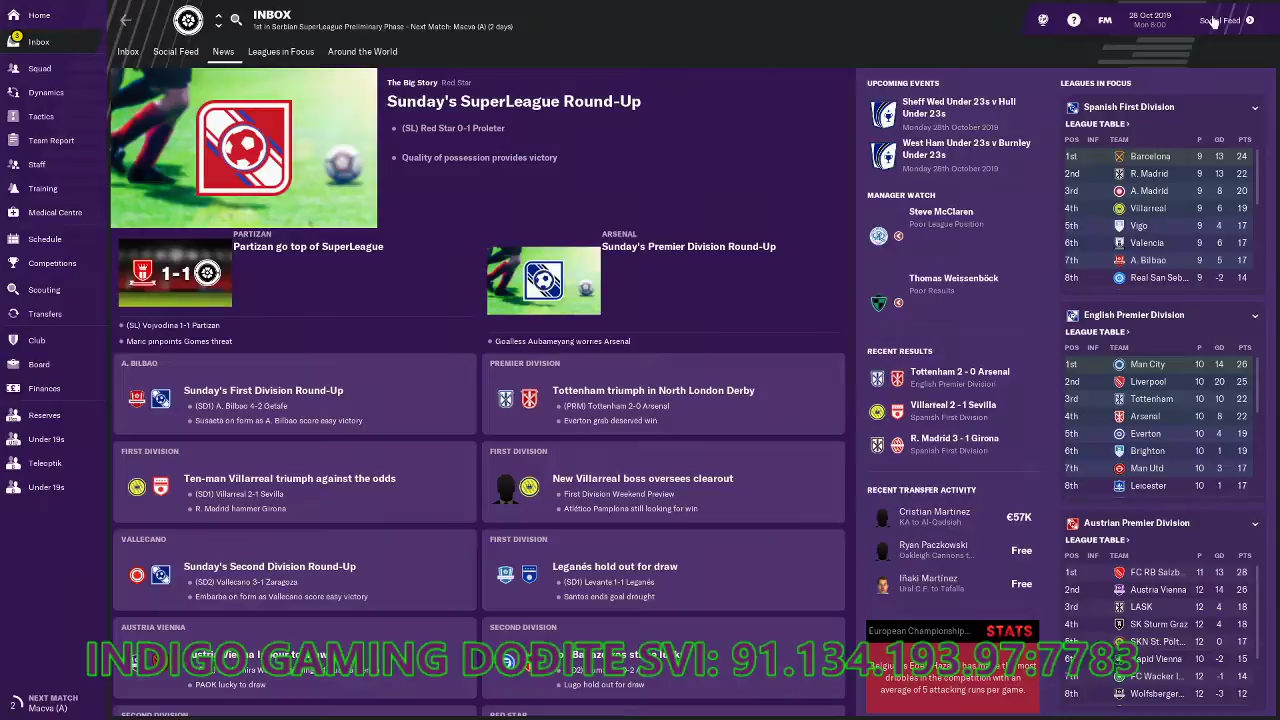 Home
3
Inbox
Squad
Dynamics
Tactics
Team Report
Staff
Training
Medical Centre
Schedule
Competitions
Scouting
Transfers
Club
Board
Finances
Reserves
Under 19s
Teleoptik
Under 19s
2
NEXT MATCH
Macva (A)
INBOX
1st in Serbian SuperLeague Preliminary Phase - Next Match: Macva (A) (2 days)
FM
28 Oct 2019
Mon 8:00
Social Feed
Inbox Social Feed News Leagues in Focus Around the World
The Big Story Red Star
Sunday's SuperLeague Round-Up
(SL) Red Star 0-1 Proleter
Quality of possession provides victory
PARTIZAN
Partizan go top of SuperLeague
1-1
(SL) Vojvodina 1-1 Partizan
Maric pinpoints Gomes threat
ARSENAL
Sunday's Premier Division Round-Up
Goalless Aubameyang worries Arsenal
A. BILBAO
Sunday's First Division Round-Up
(SD1) A. Bilbao 4-2 Getafe
Susaeta on form as A. Bilbao score easy victory
PREMIER DIVISION
Tottenham triumph in North London Derby
(PRM) Tottenham 2-0 Arsenal
Everton grab deserved win
FIRST DIVISION
Ten-man Villarreal triumph against the odds
(SD1) Villarreal 2-1 Sevilla
R. Madrid hammer Girona
FIRST DIVISION
New Villarreal boss oversees clearout
First Division Weekend Preview
Atlético Pamplona still looking for win
VALLECANO
Sunday's Second Division Round-Up
(SD2) Vallecano 3-1 Zaragoza
Embarba on form as Vallecano score easy victory
FIRST DIVISION
Leganés hold out for draw
(SD1) Levante 1-1 Leganés
Santos ends goal drought
AUSTRIA VIENNA
PAOK lucky to draw
SECOND DIVISION
Lugo hold out for draw
SECOND DIVISION
RED STAR
UPCOMING EVENTS
Sheff Wed Under 23s v Hull
Under 23s
Monday 28th October 2019
West Ham Under 23s v Burnley
Under 23s
Monday 28th October 2019
MANAGER WATCH
Steve McClaren
Poor League Position
Thomas Weissenböck
Poor Results
RECENT RESULTS
Tottenham 2 - 0 Arsenal
English Premier Division
Villarreal 2 - 1 Sevilla
Spanish First Division
R. Madrid 3 - 1 Girona
Spanish First Division
RECENT TRANSFER ACTIVITY
Cristian Martínez
KA to Al-Qadsiah
€57K
Ryan Paczkowski
Oakleigh Cannons t...
Free
Iñaki Martínez
Ural C.F. to Tafalla
Free
European Championship... STATS
Belgium's Eden Hazard has made the most
dribbles in the competition with an
average of 5 attacking runs per game.
LEAGUES IN FOCUS
Spanish First Division
LEAGUE TABLE ›
POS INF TEAM P GD PTS
1st Barcelona 9 11 24
2nd A. Madrid 9 14 23
3rd A. Madrid 9 8 20
4th Villarreal 9 6 19
5th Vigo 9 4 17
7th A. Bilbao 9 5 17
8th Real San Seb... 9 -2 14
English Premier Division
LEAGUE TABLE ›
POS INF TEAM P GD PTS
1st Man City 10 26
2nd Liverpool 10 20 26
3rd Tottenham 10
4th Arsenal 10
5th Everton 10 4 19
6th Brighton 10 4
7th Man Utd 10 3
8th Leicester 10 1 17
Austrian Premier Division
LEAGUE TABLE ›
POS INF TEAM P GD PTS
1st FC RB Salzb... 11 13 28
2nd Austria Vienna 12 14 26
3rd LASK 12 4
4th SK Sturm Graz 12 4
5th SKN St. Polt... 12 0 17
6th Rapid Vienna 12 -2 15
7th FC Wacker I... 12 -1 14
8th Wolfsberger... 12
INDIGO GAMING DODJITE SVI: 91.134.193.97:7783